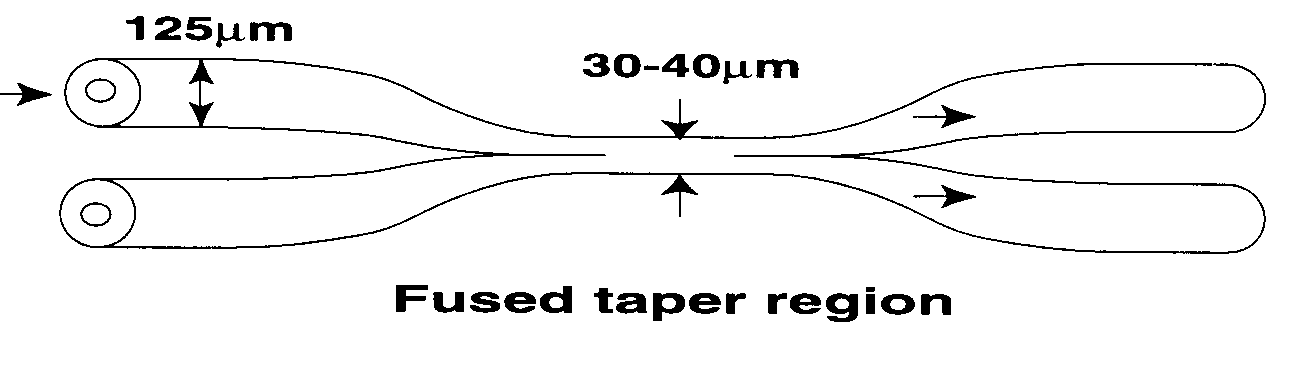 125μm
30-40μm
Fused taper region